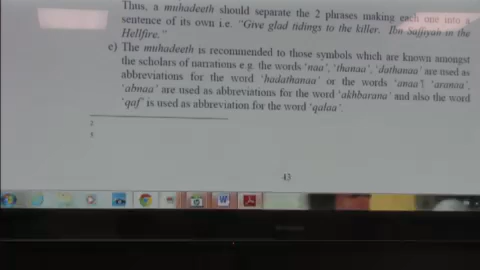 Thus, a muhadeeth should separate the 2 phrases making each one into a
sentence of its own i.e. "Give glad tidings to the killer. Ibn Saffiyah in the
Hellfire."
c) The muhadeeth is recommended to those symbols which are known amongst
the scholars of narrations e.g. the words 'naa', 'thanaa', 'dathanaa' are used as
abbreviations for the word 'hadathanaa' or the words 'anaa', 'aranaa',
'abnaa' are used as abbreviations for the word 'akhbarana' and also the word
'qaf' is used as abbreviation for the word 'qalaa'.
43